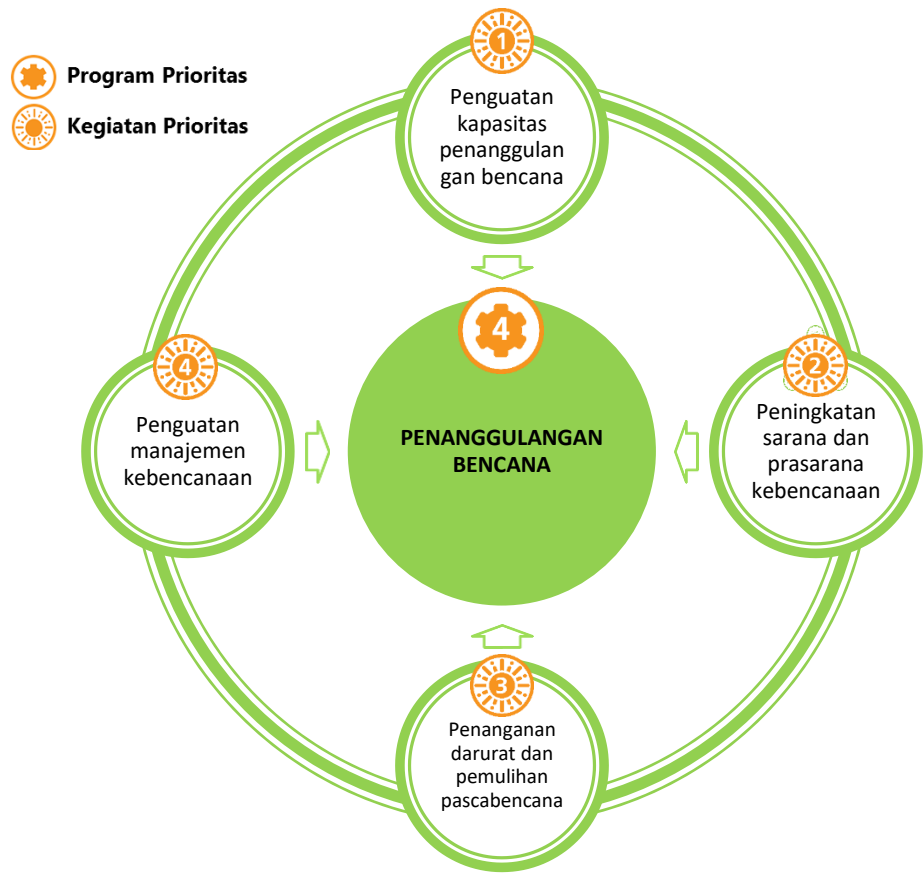 Program Prioritas
Kegiatan Prioritas
1
Penguatan
kapasitas
penanggulan
gan bencana
4
PENANGGULANGAN
BENCANA
4
Penguatan
manajemen
kebencanaan
2
Peningkatan
sarana dan
prasarana
kebencanaan
3
Penanganan
darurat dan
pemulihan
pascabencana